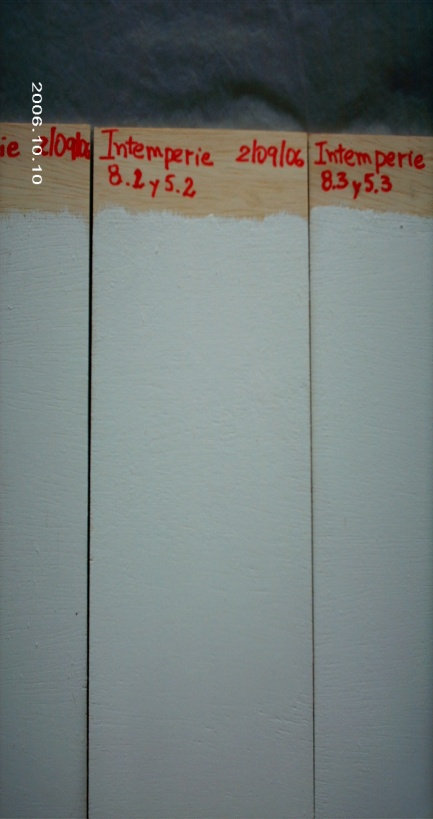 2006.10.10
ie 2/09/06
Intemperie 2/09/06
8.2 y 5.2
Intemperie
8.3 y 5.3